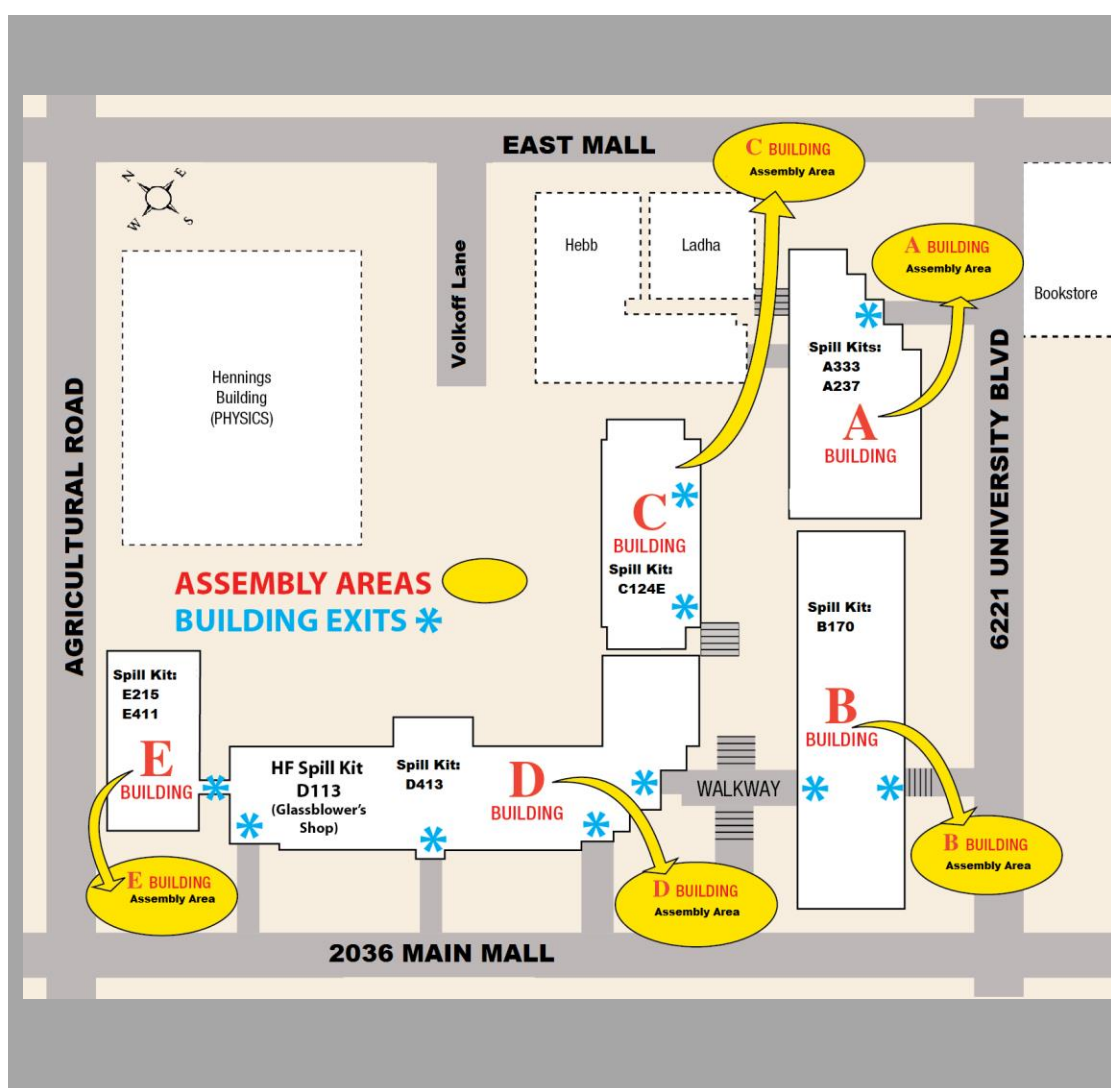 EAST MALL
C BUILDING
Assembly Area
N
E
W
S
Hebb
Ladha
A BUILDING
Assembly Area
Bookstore
Volkoff Lane
Hennings
Building
(PHYSICS)
Spill Kits:
A333
A237
A
BUILDING
AGRICULTURAL ROAD
6221 UNIVERSITY BLVD
C
BUILDING
Spill Kit:
C124E
ASSEMBLY AREAS
BUILDING EXITS *
Spill Kit:
B170
B
BUILDING
Spill Kit:
E215
E411
E
BUILDING
HF Spill Kit
D113
(Glassblower's
Shop)
Spill Kit:
D413
D
BUILDING
WALKWAY
E BUILDING
Assembly Area
D BUILDING
Assembly Area
B BUILDING
Assembly Area
2036 MAIN MALL